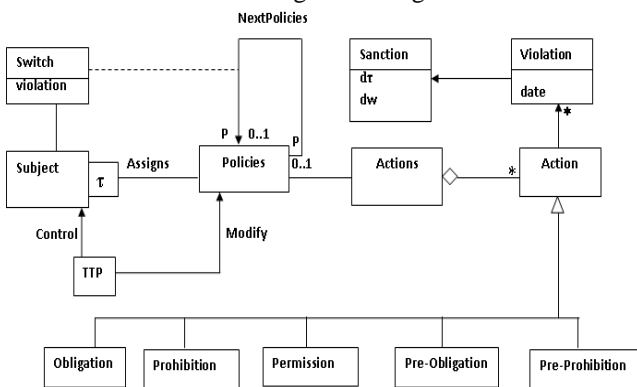 NextPolicies
Switch
violation
Sanction
dτ
dw
Violation
date
*
P 0..1
P
0..1
Subject
τ
Assigns
Policies
Actions
*
Action
Control
Modify
TTP
Obligation
Prohibition
Permission
Pre-Obligation
Pre-Prohibition